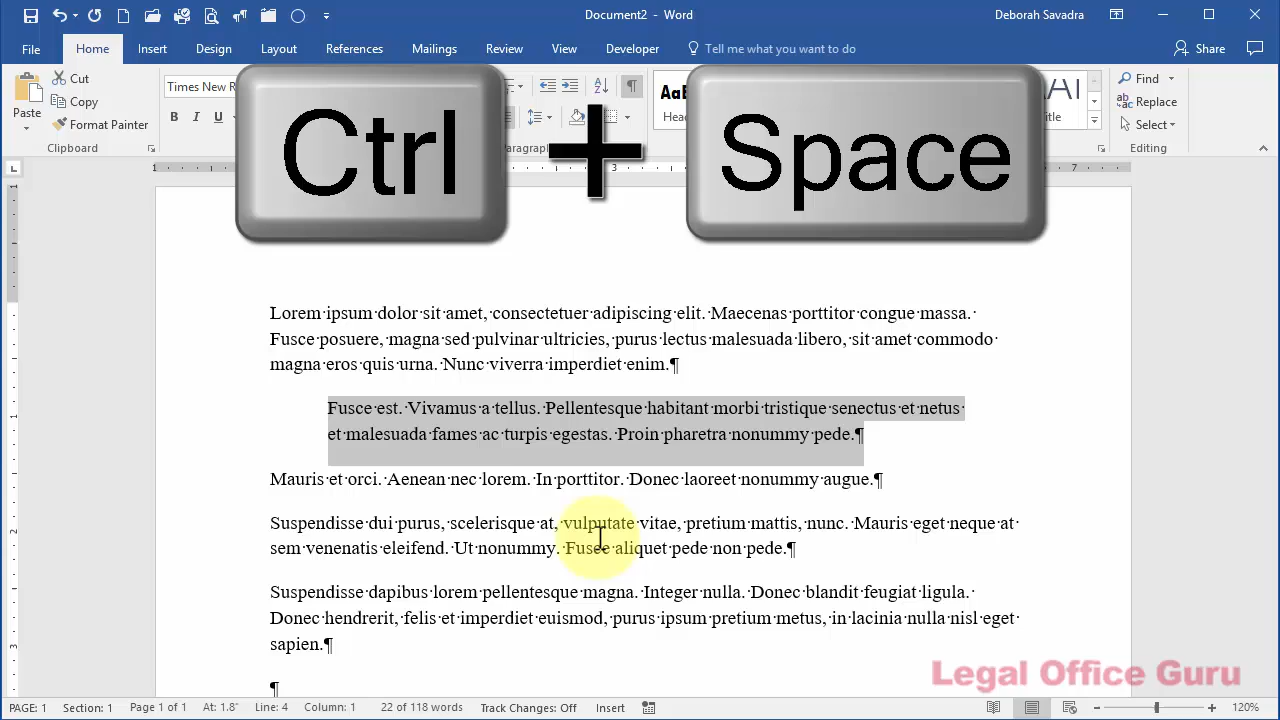 Document2 - Word
Deborah Savadra
File Home Insert Design Layout References Mailings Review View Developer Tell me what you want to do Share
Paste
Cut
Copy
Format Painter
Clipboard
Times New R
B I U
Paragraph
Find
Replace
Select
Editing
Ctrl + Space
1 3 7
Lorem ipsum dolor sit amet, consectetuer adipiscing elit. Maecenas porttitor congue massa.
Fusce posuere, magna sed pulvinar ultricies, purus lectus malesuada libero, sit amet commodo
magna eros quis urna. Nunc viverra imperdiet enim.¶
Fusce est. Vivamus a tellus. Pellentesque habitant morbi tristique senectus et netus
et malesuada fames ac turpis egestas. Proin pharetra nonummy pede.¶
Mauris et orci. Aenean nec lorem. In porttitor. Donec laoreet nonummy augue.¶
Suspendisse dui purus, scelerisque at, vulputate vitae, pretium mattis, nunc. Mauris eget neque at
sem venenatis eleifend. Ut nonummy. Fusce aliquet pede non pede.¶
Suspendisse dapibus lorem pellentesque magna. Integer nulla. Donec blandit feugiat ligula.
Donec hendrerit, felis et imperdiet euismod, purus ipsum pretium metus, in lacinia nulla nisl eget
sapien.¶
¶
Legal Office Guru
PAGE: 1 Section: 1 Page 1 of 1 At: 1.8" Line: 4 Column: 1 22 of 118 words Track Changes: Off Insert 120%